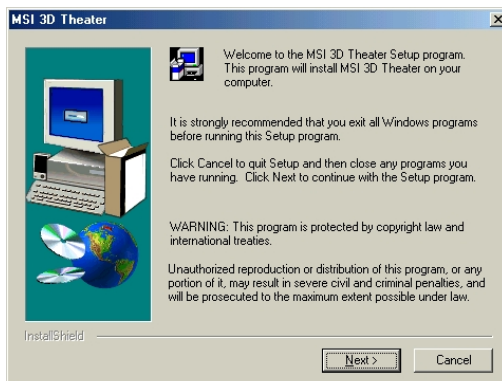 MSI 3D Theater
Welcome to the MSI 3D Theater Setup program.
This program will install MSI 3D Theater on your
computer.
It is strongly recommended that you exit all Windows programs
before running this Setup program.
Click Cancel to quit Setup and then close any programs you
have running. Click Next to continue with the Setup program.
WARNING: This program is protected by copyright law and
international treaties.
Unauthorized reproduction or distribution of this program, or any
portion of it, may result in severe civil and criminal penalties, and
will be prosecuted to the maximum extent possible under law.
InstallShield
Next >
Cancel